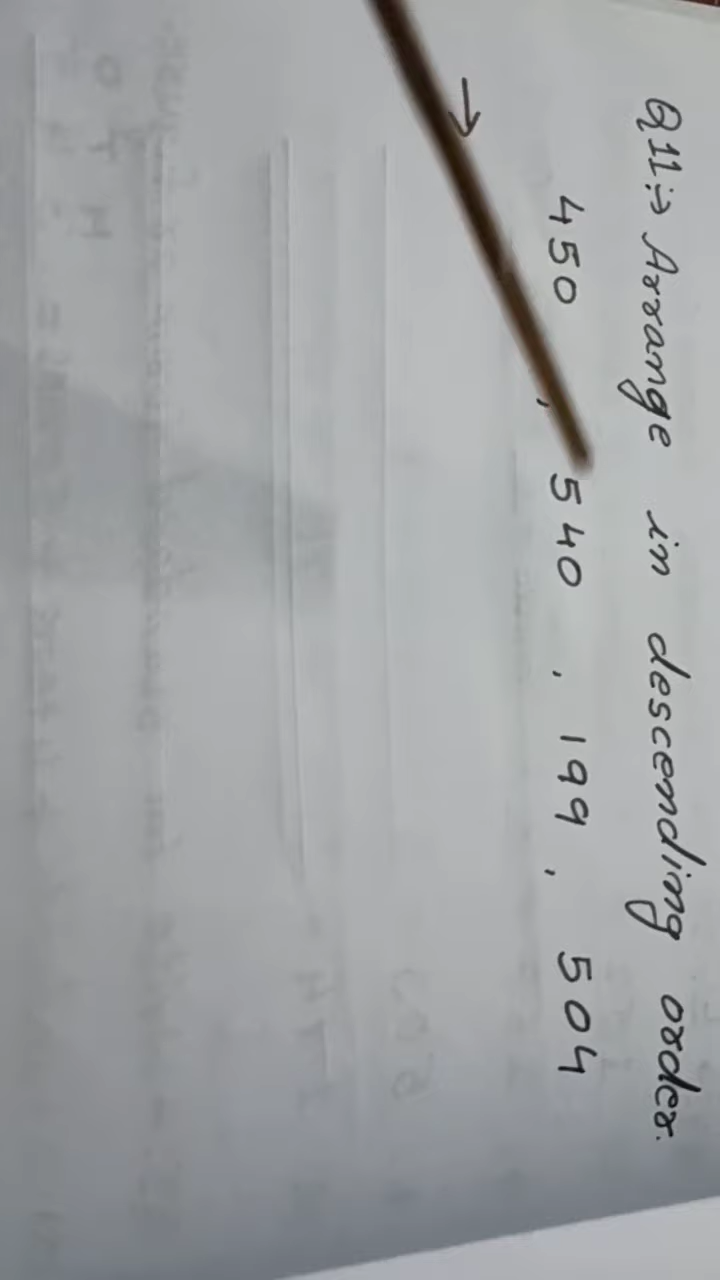 Q11:→ Arrange in descending order.
450 , 540 , 199 , 504
→